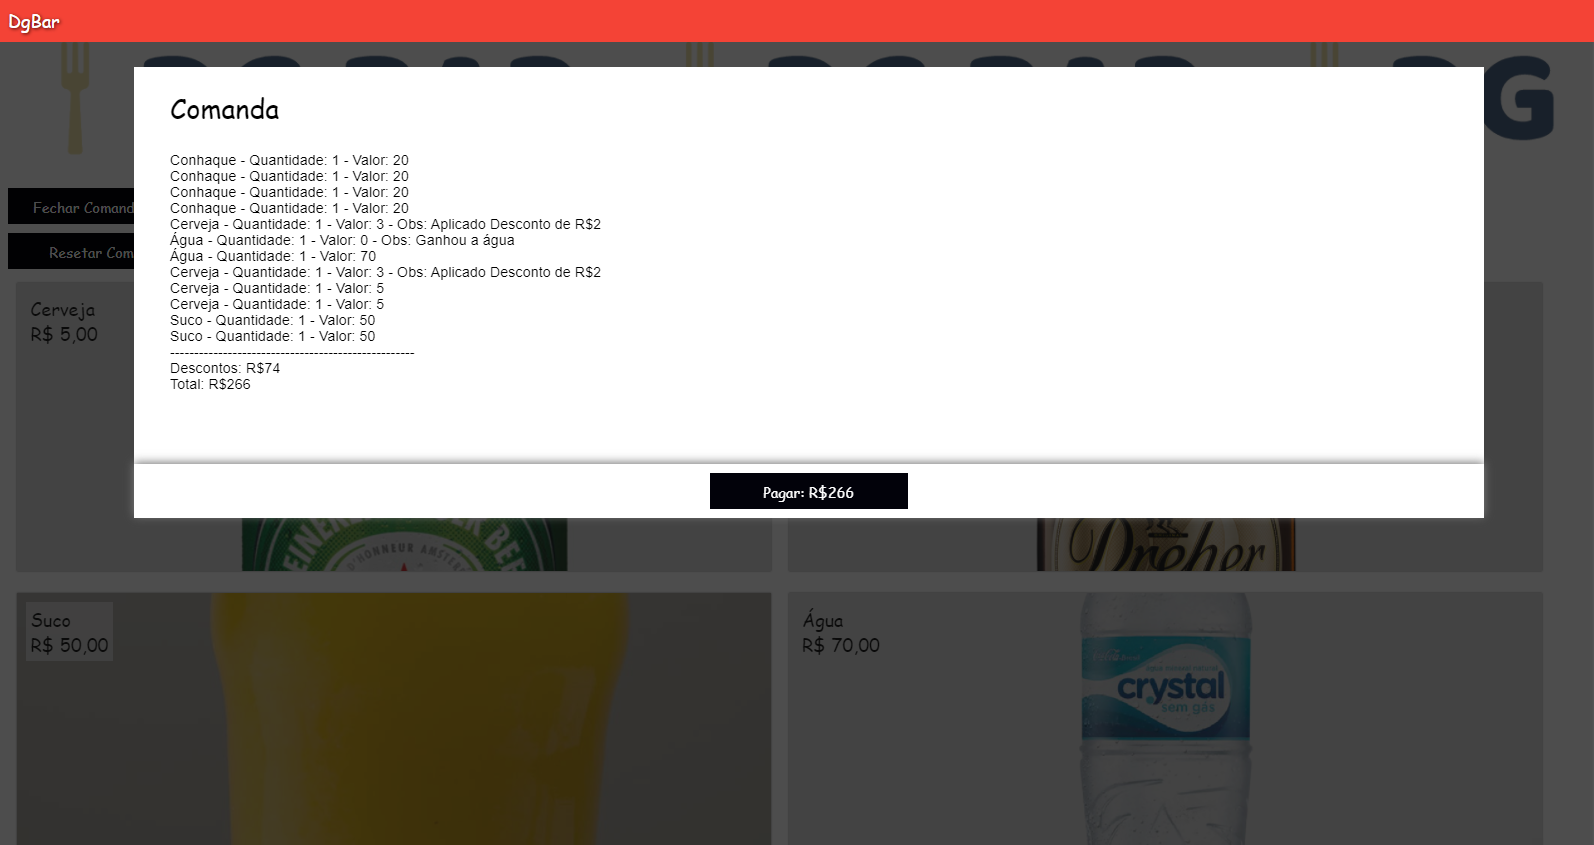 DgBar
G
Comanda
Conhaque - Quantidade: 1 - Valor: 20
Conhaque - Quantidade: 1 - Valor: 20
Conhaque - Quantidade: 1 - Valor: 20
Conhaque - Quantidade: 1 - Valor: 20
Cerveja - Quantidade: 1 - Valor: 3 - Obs: Aplicado Desconto de R$2
Água - Quantidade: 1 - Valor: 0 - Obs: Ganhou a água
Água - Quantidade: 1 - Valor: 70
Cerveja - Quantidade: 1 - Valor: 3 - Obs: Aplicado Desconto de R$2
Cerveja - Quantidade: 1 - Valor: 5
Cerveja - Quantidade: 1 - Valor: 5
Suco - Quantidade: 1 - Valor: 50
Suco - Quantidade: 1 - Valor: 50
---------------------------------------------------
Descontos: R$74
Total: R$266
Pagar: R$266
Fechar Comand
Resetar Com
Cerveja
R$ 5,00
D'HONNEUR AMSTER
Dreher
Suco
R$ 50,00
Água
R$ 70,00
crystal
sem gás